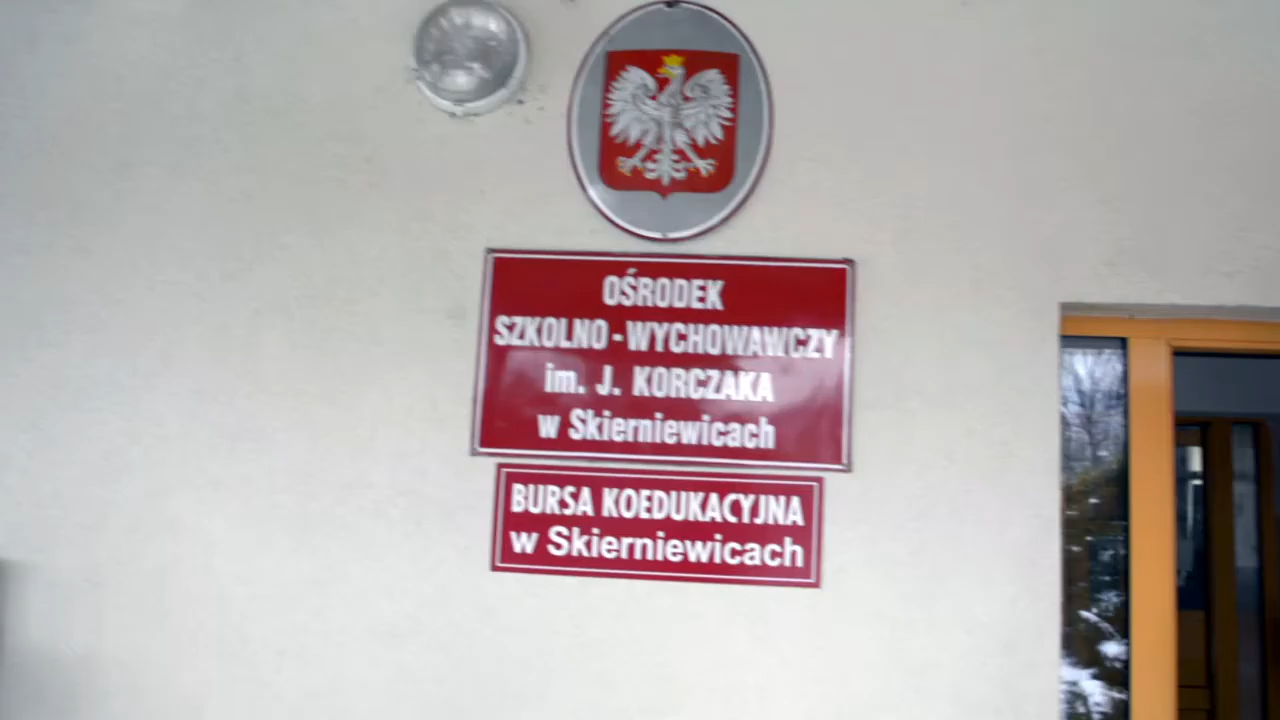 OŚRODEK
SZKOLNO-WYCHOWAWCZY
im. J. KORCZAKA
w Skierniewicach
BURSA KOEDUKACYJNA
w Skierniewicach